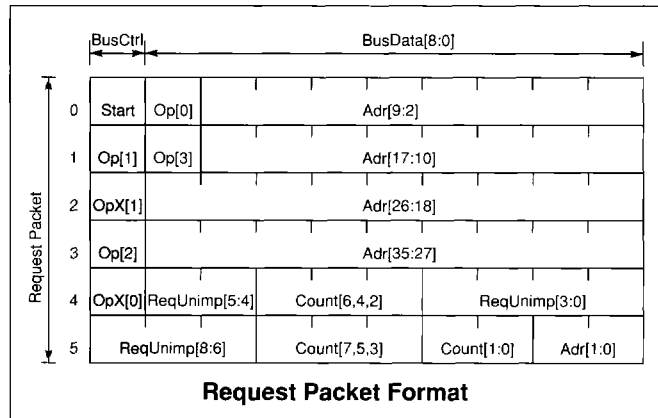 BusCtrl BusData[8:0]
0 Start Op[0] Adr[9:2]
1 Op[1] Op[3] Adr[17:10]
2 OpX[1] Adr[26:18]
3 Op[2] Adr[35:27]
4 OpX[0] ReqUnimp[5:4] Count[6,4,2] ReqUnimp[3:0]
5 ReqUnimp[8:6] Count[7,5,3] Count[1:0] Adr[1:0]
Request Packet
Request Packet Format